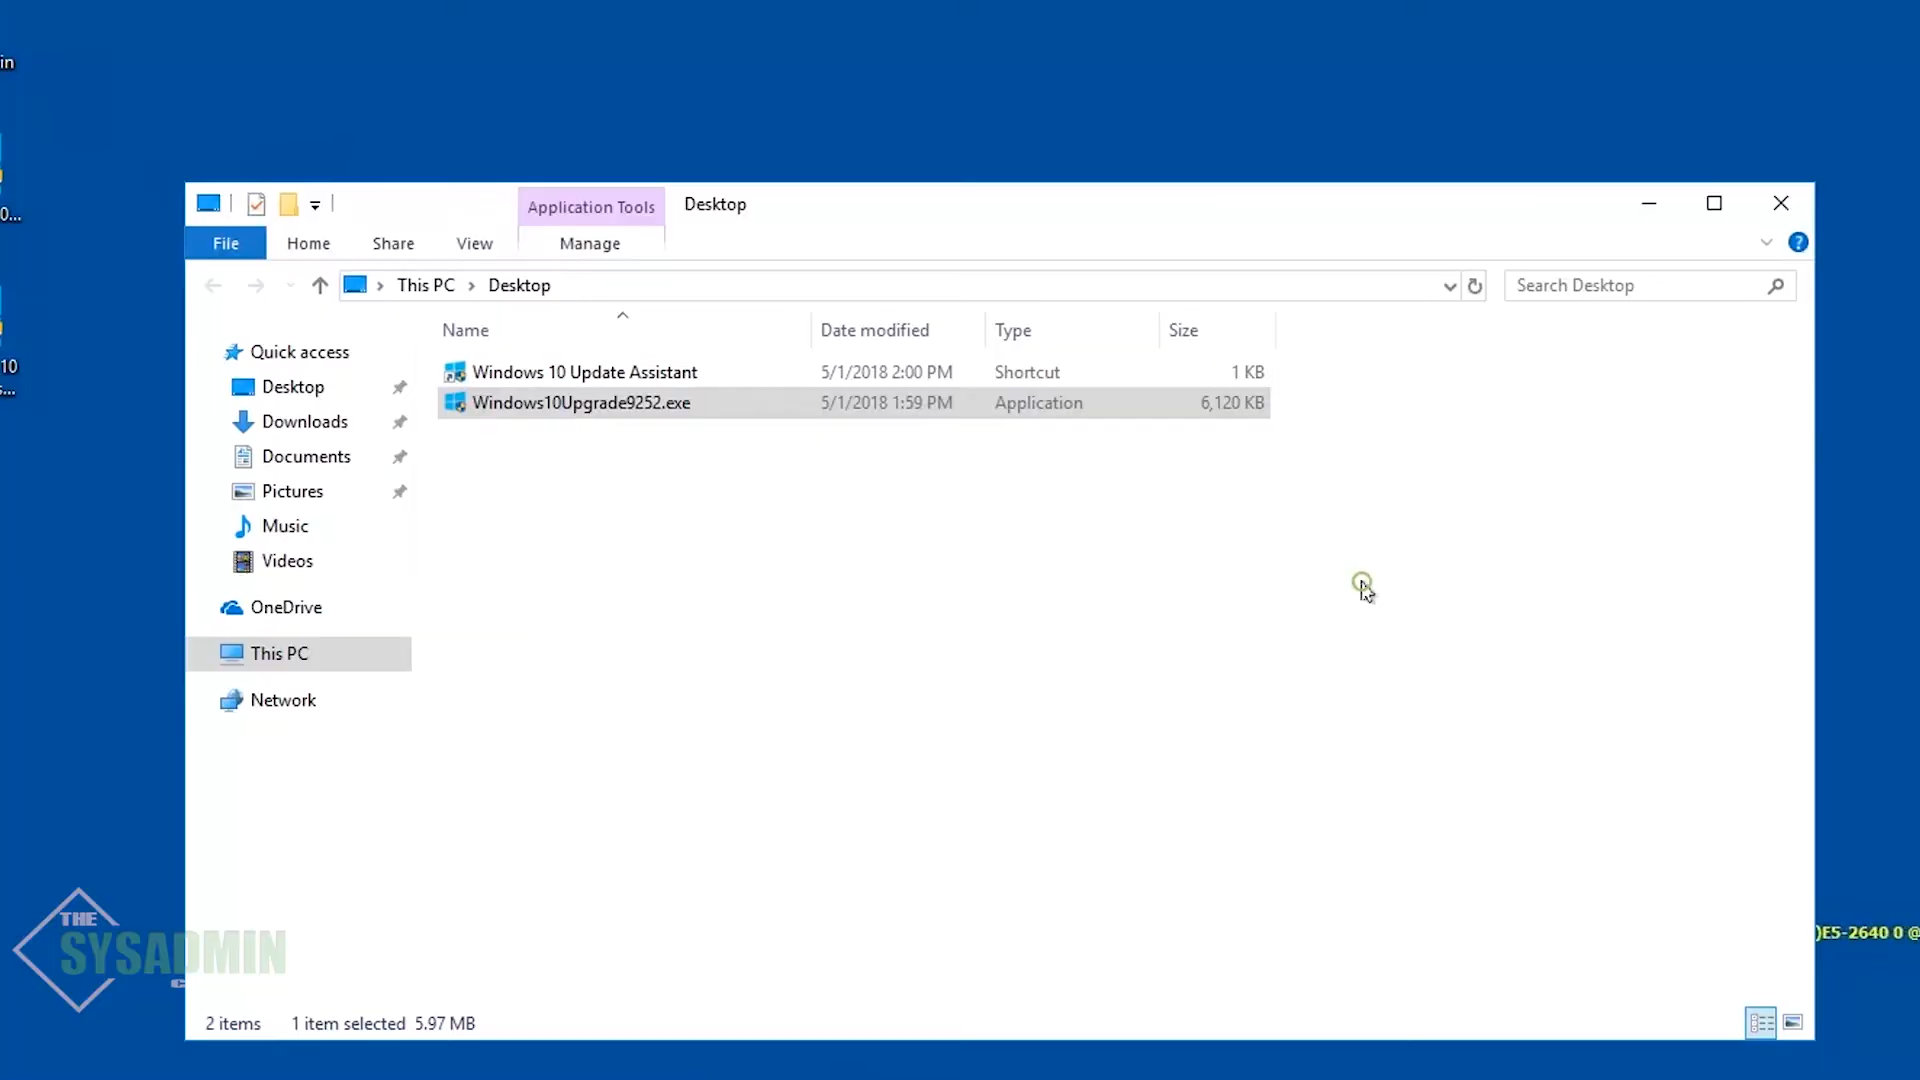 in
0...
10
s...
Application Tools
Desktop
File
Home
Share
View
Manage
This PC
Desktop
Search Desktop
Name
Date modified
Type
Size
Windows 10 Update Assistant
5/1/2018 2:00 PM
Shortcut
1 KB
Windows10Upgrade9252.exe
5/1/2018 1:59 PM
Application
6,120 KB
Quick access
Desktop
Downloads
Documents
Pictures
Music
Videos
OneDrive
This PC
Network
THE
SYSADMIN
)E5-2640 0 @
2 items
1 item selected 5.97 MB